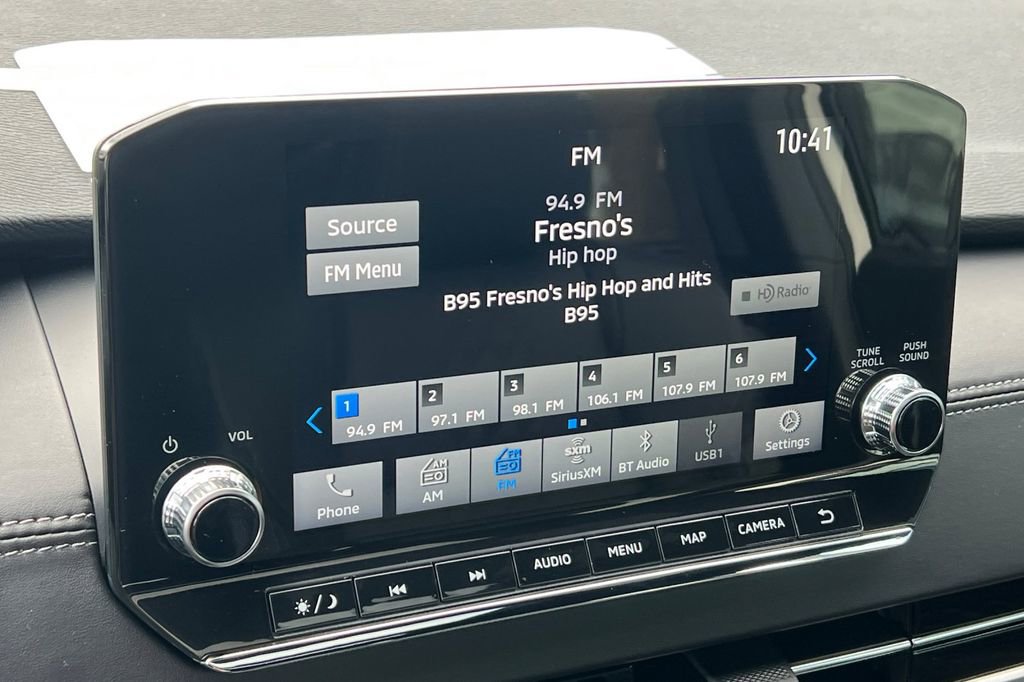 10:41
FM
94.9 FM
Fresno's
Hip hop
B95 Fresno's Hip Hop and Hits
B95
Source
FM Menu
HD Radio
TUNE
SCROLL
PUSH
SOUND
1
94.9 FM
2
97.1 FM
3
98.1 FM
4
106.1 FM
5
107.9 FM
6
107.9 FM
VOL
Phone
AM
AM
FM
FM
sxm
SiriusXM
BT Audio
USB1
Settings
AUDIO
MENU
MAP
CAMERA